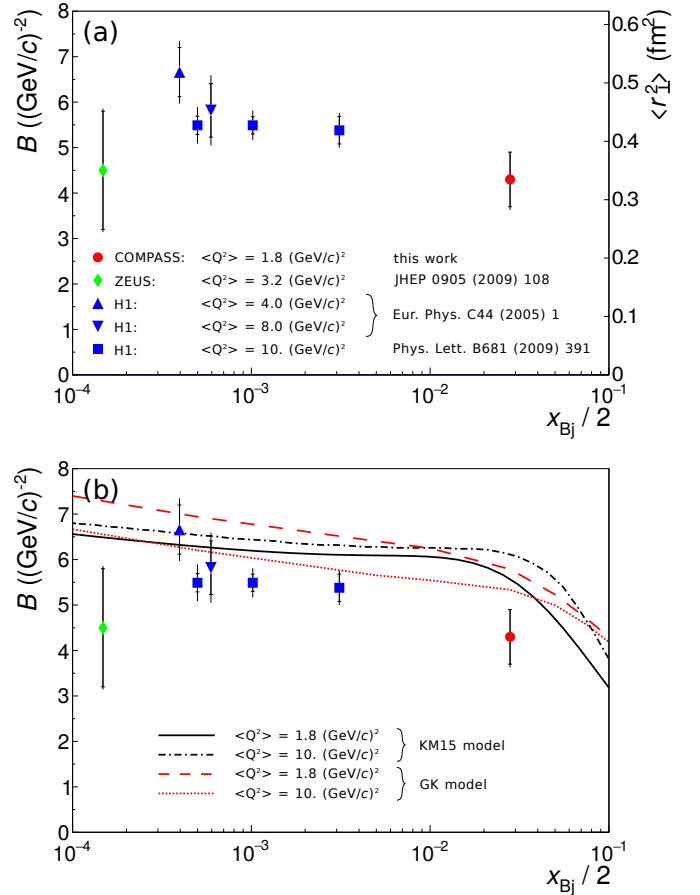 (a)
B ((GeV/c)⁻²)
8
7
6
5
4
3
2
1
0
<r²⊥> (fm²)
0.6
0.5
0.4
0.3
0.2
0.1
0
COMPASS: <Q²> = 1.8 (GeV/c)² this work
ZEUS: <Q²> = 3.2 (GeV/c)² JHEP 0905 (2009) 108
H1: <Q²> = 4.0 (GeV/c)²
Eur. Phys. C44 (2005) 1
H1: <Q²> = 8.0 (GeV/c)²
H1: <Q²> = 10. (GeV/c)² Phys. Lett. B681 (2009) 391
10⁻⁴ 10⁻³ 10⁻² 10⁻¹
x_Bj / 2
(b)
B ((GeV/c)⁻²)
8
7
6
5
4
3
2
1
0
<Q²> = 1.8 (GeV/c)²
KM15 model
<Q²> = 10. (GeV/c)²
<Q²> = 1.8 (GeV/c)²
GK model
<Q²> = 10. (GeV/c)²
10⁻⁴ 10⁻³ 10⁻² 10⁻¹
x_Bj / 2